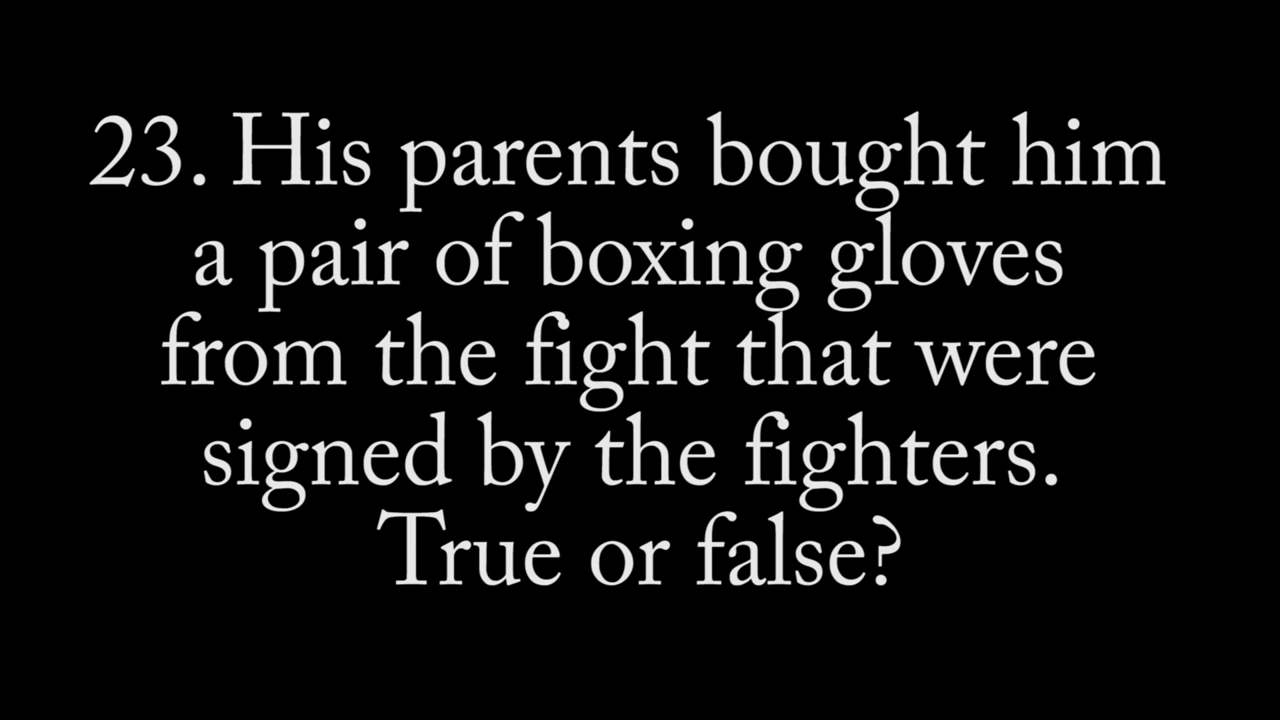 23. His parents bought him
a pair of boxing gloves
from the fight that were
signed by the fighters.
True or false?